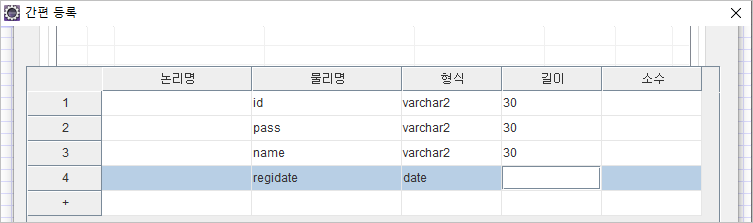 간편 등록
논리명 물리명 형식 길이 소수
1 id varchar2 30
2 pass varchar2 30
3 name varchar2 30
4 regidate date
+